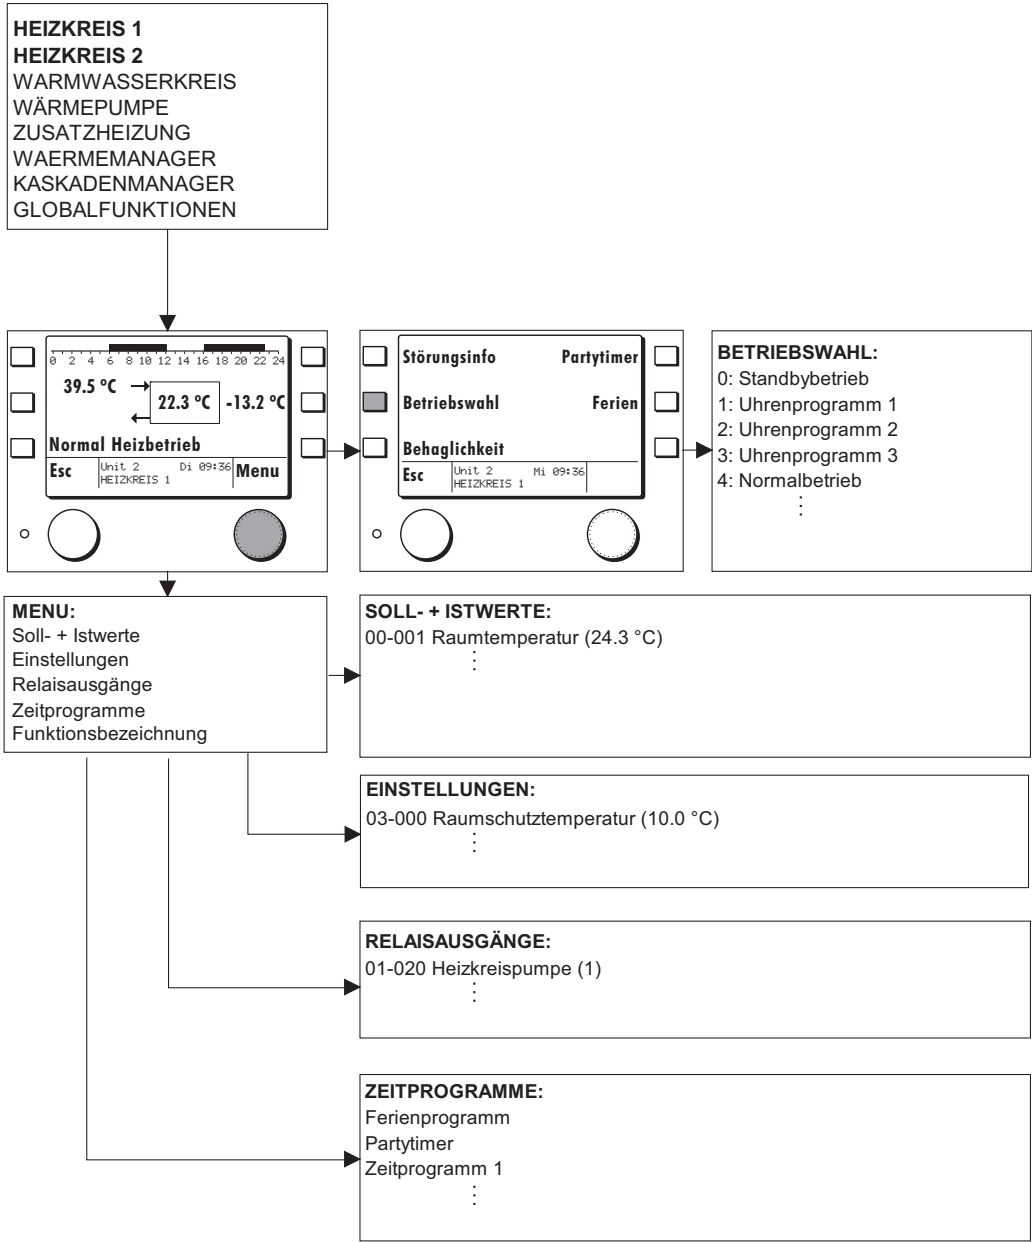 HEIZKREIS 1
HEIZKREIS 2
WARMWASSERKREIS
WÄRMEPUMPE
ZUSATZHEIZUNG
WAERMEMANAGER
KASKADENMANAGER
GLOBALFUNKTIONEN
0 2 4 6 8 10 12 14 16 18 20 22 24
39.5 °C
22.3 °C -13.2 °C
Normal Heizbetrieb
Esc Unit 2 Di 09:36 Menu
HEIZKREIS 1
Störungsinfo Partytimer
Betriebswahl Ferien
Behaglichkeit
Esc Unit 2 Mi 09:36
HEIZKREIS 1
BETRIEBSWAHL:
0: Standbybetrieb
1: Uhrenprogramm 1
2: Uhrenprogramm 2
3: Uhrenprogramm 3
4: Normalbetrieb
⋮
MENU:
Soll- + Istwerte
Einstellungen
Relaisausgänge
Zeitprogramme
Funktionsbezeichnung
SOLL- + ISTWERTE:
00-001 Raumtemperatur (24.3 °C)
⋮
EINSTELLUNGEN:
03-000 Raumschutztemperatur (10.0 °C)
⋮
RELAISAUSGÄNGE:
01-020 Heizkreispumpe (1)
⋮
ZEITPROGRAMME:
Ferienprogramm
Partytimer
Zeitprogramm 1
⋮